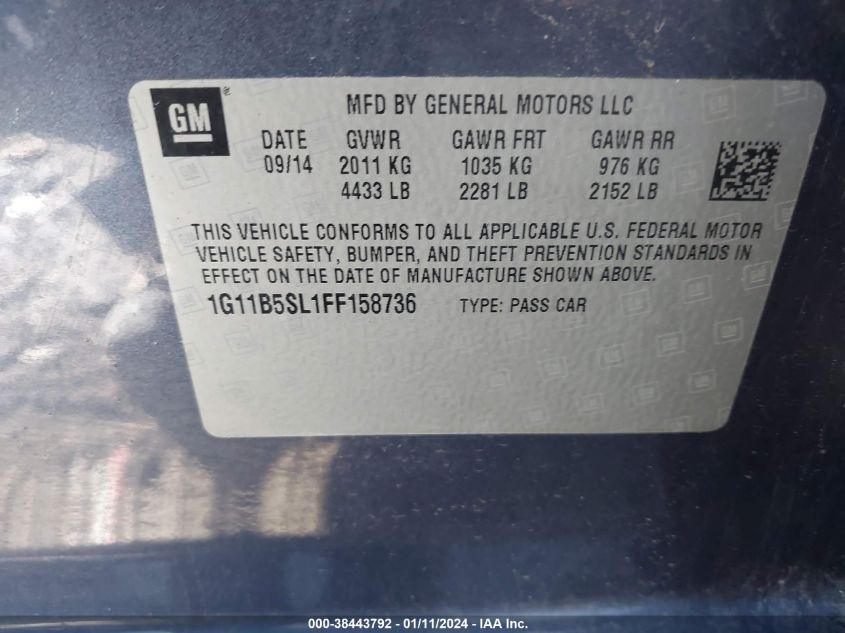 GM
MFD BY GENERAL MOTORS LLC
DATE GVWR GAWR FRT GAWR RR
09/14 2011 KG 1035 KG 976 KG
4433 LB 2281 LB 2152 LB
THIS VEHICLE CONFORMS TO ALL APPLICABLE U.S. FEDERAL MOTOR
VEHICLE SAFETY, BUMPER, AND THEFT PREVENTION STANDARDS IN
EFFECT ON THE DATE OF MANUFACTURE SHOWN ABOVE.
1G11B5SL1FF158736 TYPE: PASS CAR
000-38443792 - 01/11/2024 - IAA Inc.